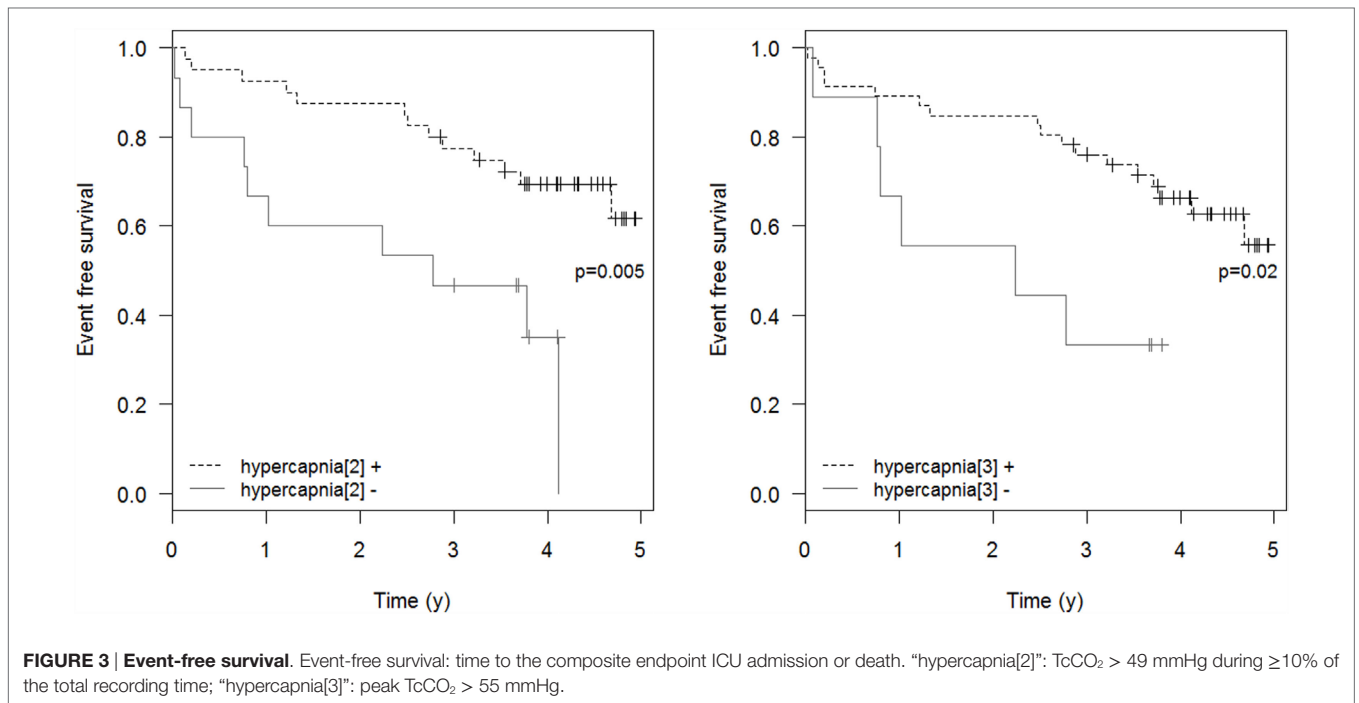 Event free survival
1.0
0.8
0.6
0.4
0.2
0.0
p=0.005
hypercapnia[2] +
hypercapnia[2] -
0 1 2 3 4 5
Time (y)
Event free survival
1.0
0.8
0.6
0.4
0.2
0.0
p=0.02
hypercapnia[3] +
hypercapnia[3] -
0 1 2 3 4 5
Time (y)
FIGURE 3 | Event-free survival. Event-free survival: time to the composite endpoint ICU admission or death. “hypercapnia[2]”: TcCO₂ > 49 mmHg during ≥10% of
the total recording time; “hypercapnia[3]”: peak TcCO₂ > 55 mmHg.